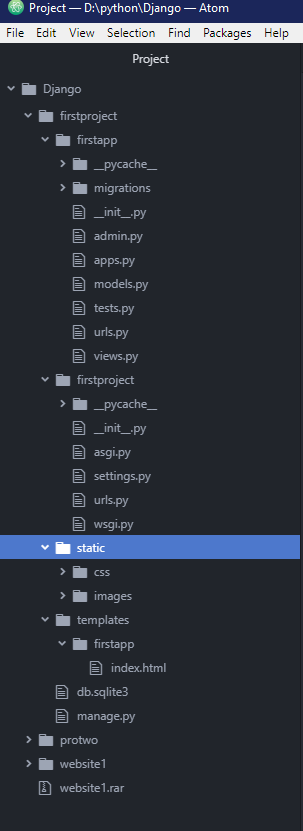 Project — D:\python\Django — Atom
File Edit View Selection Find Packages Help
Project
Django
firstproject
firstapp
__pycache__
migrations
__init__.py
admin.py
apps.py
models.py
tests.py
urls.py
views.py
firstproject
__pycache__
__init__.py
asgi.py
settings.py
urls.py
wsgi.py
static
css
images
templates
firstapp
index.html
db.sqlite3
manage.py
protwo
website1
website1.rar